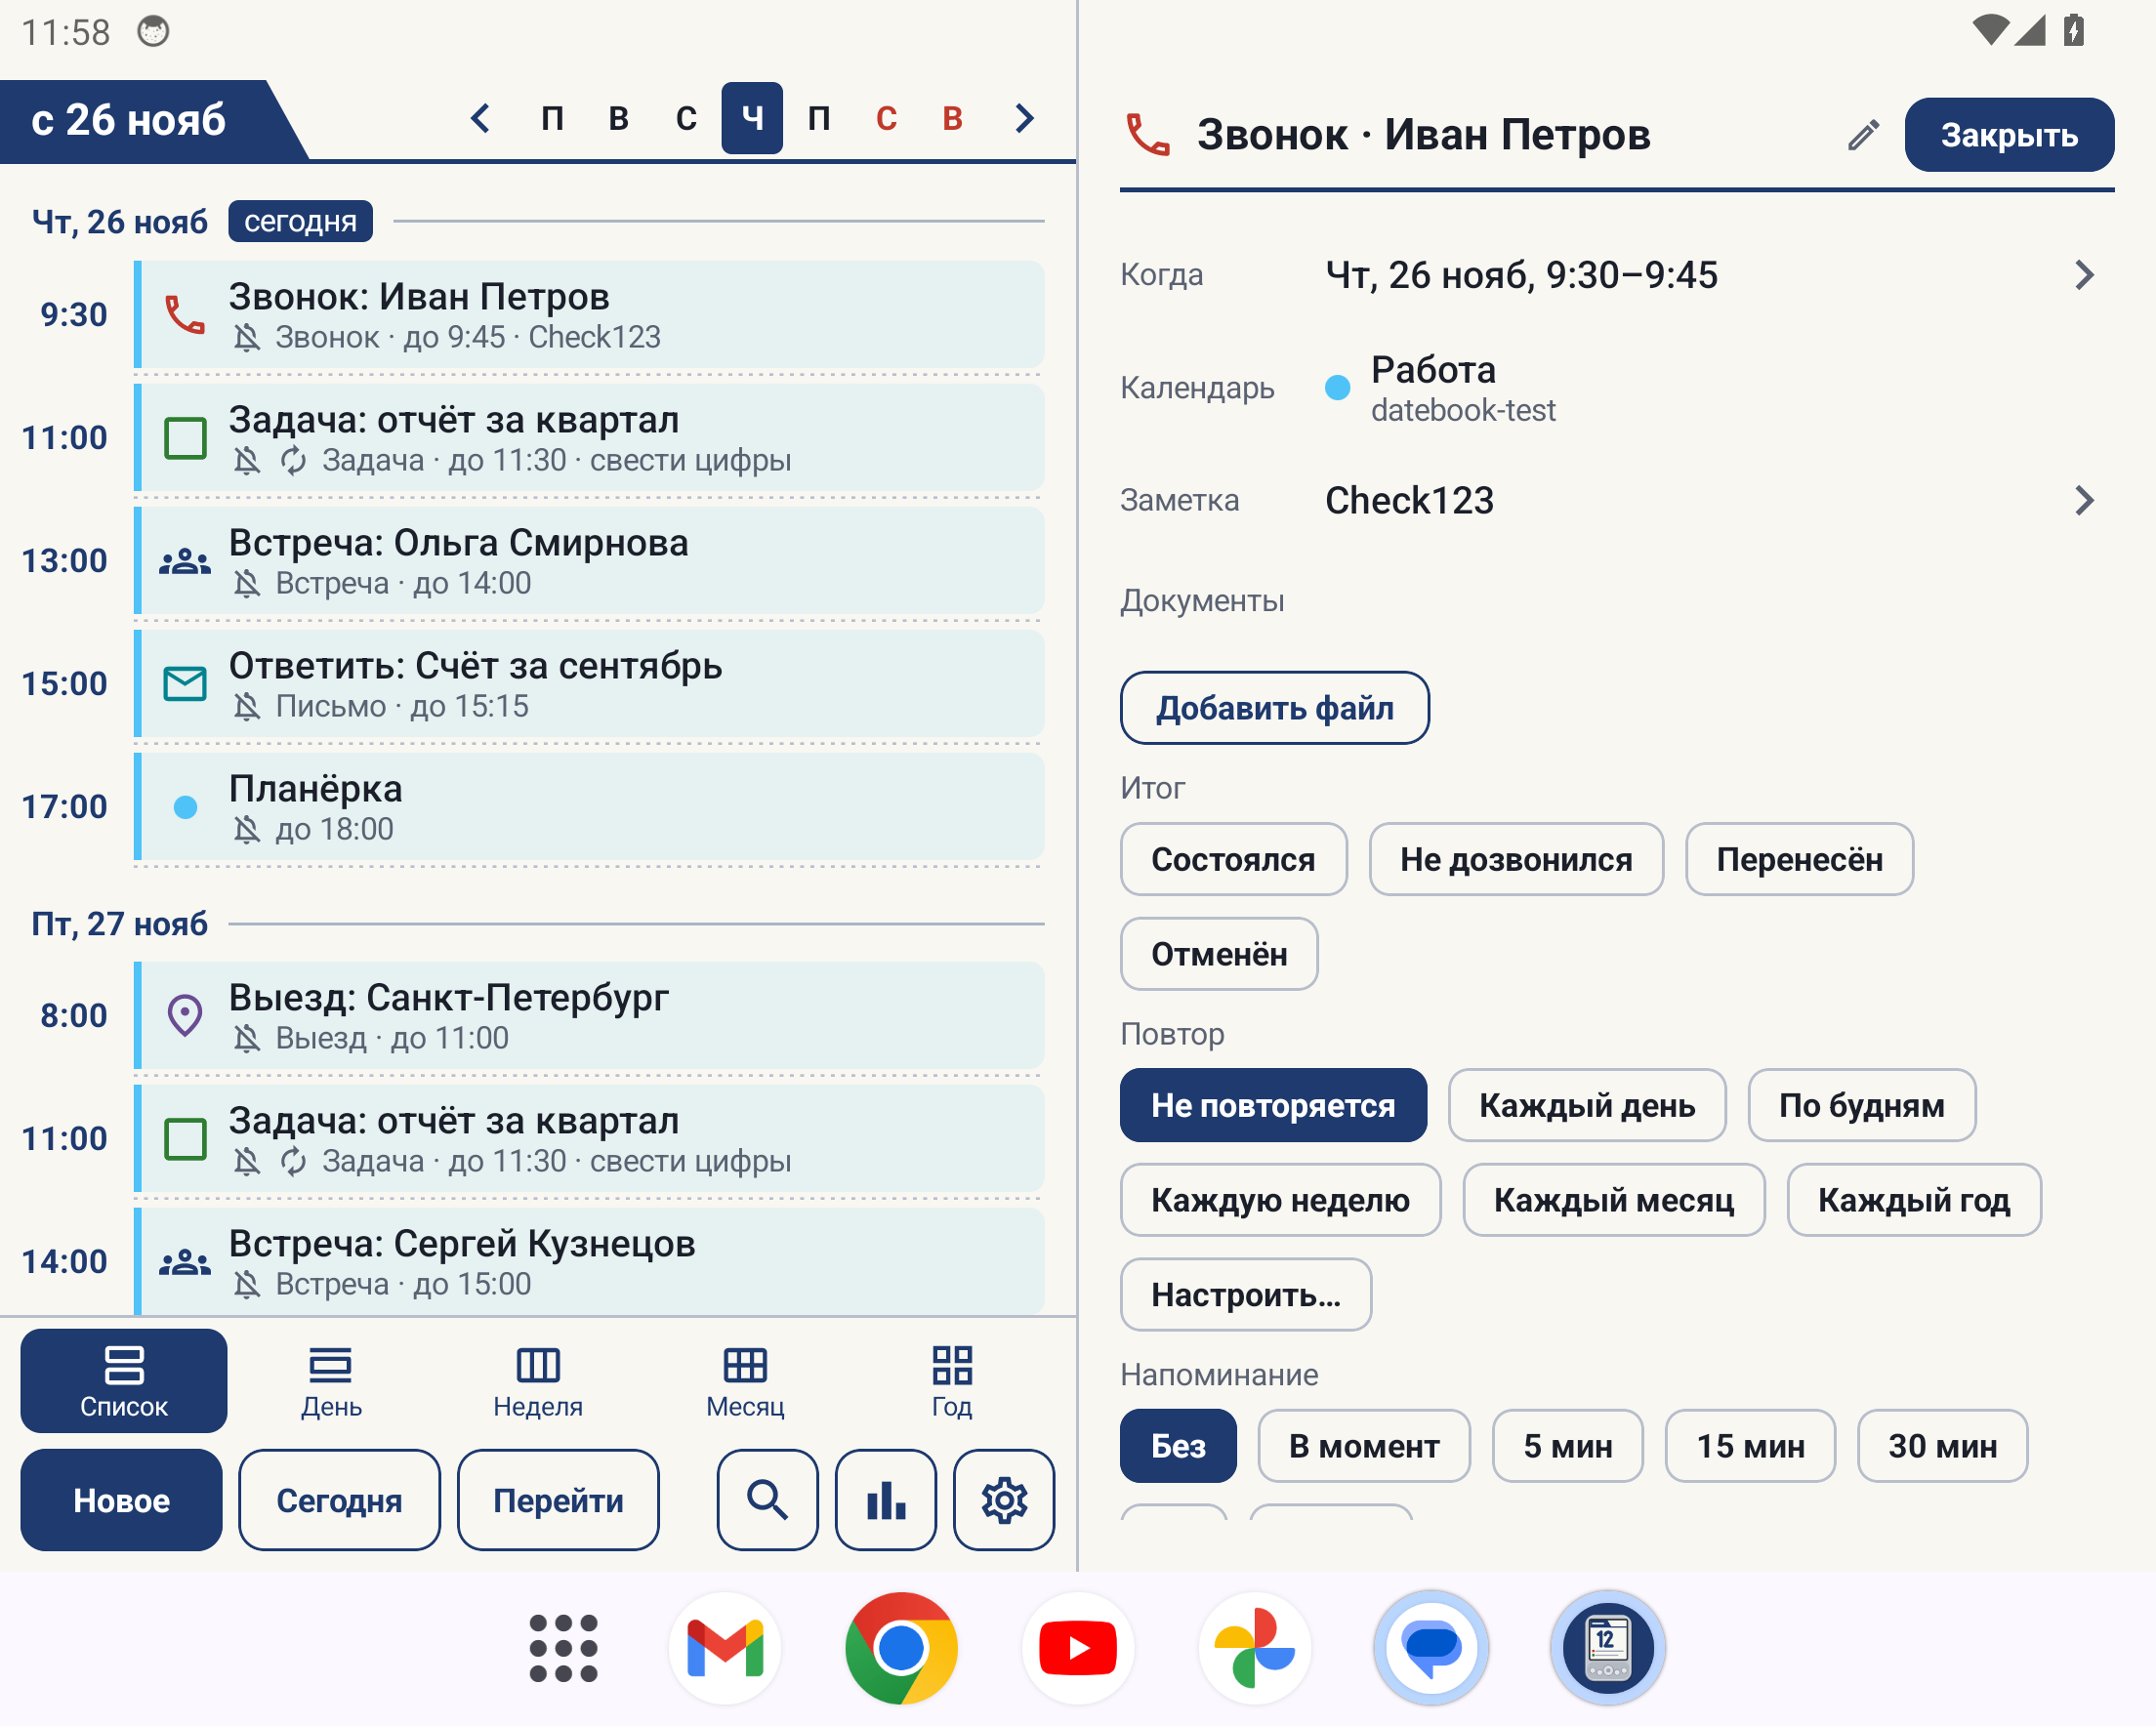 11:58
с 26 нояб
П В С Ч П С В
Чт, 26 нояб сегодня
9:30
Звонок: Иван Петров
Звонок · до 9:45 · Check123
11:00
Задача: отчёт за квартал
Задача · до 11:30 · свести цифры
13:00
Встреча: Ольга Смирнова
Встреча · до 14:00
15:00
Ответить: Счёт за сентябрь
Письмо · до 15:15
17:00
Планёрка
до 18:00
Пт, 27 нояб
8:00
Выезд: Санкт-Петербург
Выезд · до 11:00
11:00
Задача: отчёт за квартал
Задача · до 11:30 · свести цифры
14:00
Встреча: Сергей Кузнецов
Встреча · до 15:00
Список День Неделя Месяц Год
Новое Сегодня Перейти
Звонок · Иван Петров
Закрыть
Когда Чт, 26 нояб, 9:30–9:45
Календарь Работа
datebook-test
Заметка Check123
Документы
Добавить файл
Итог
Состоялся Не дозвонился Перенесён
Отменён
Повтор
Не повторяется Каждый день По будням
Каждую неделю Каждый месяц Каждый год
Настроить…
Напоминание
Без В момент 5 мин 15 мин 30 мин
12